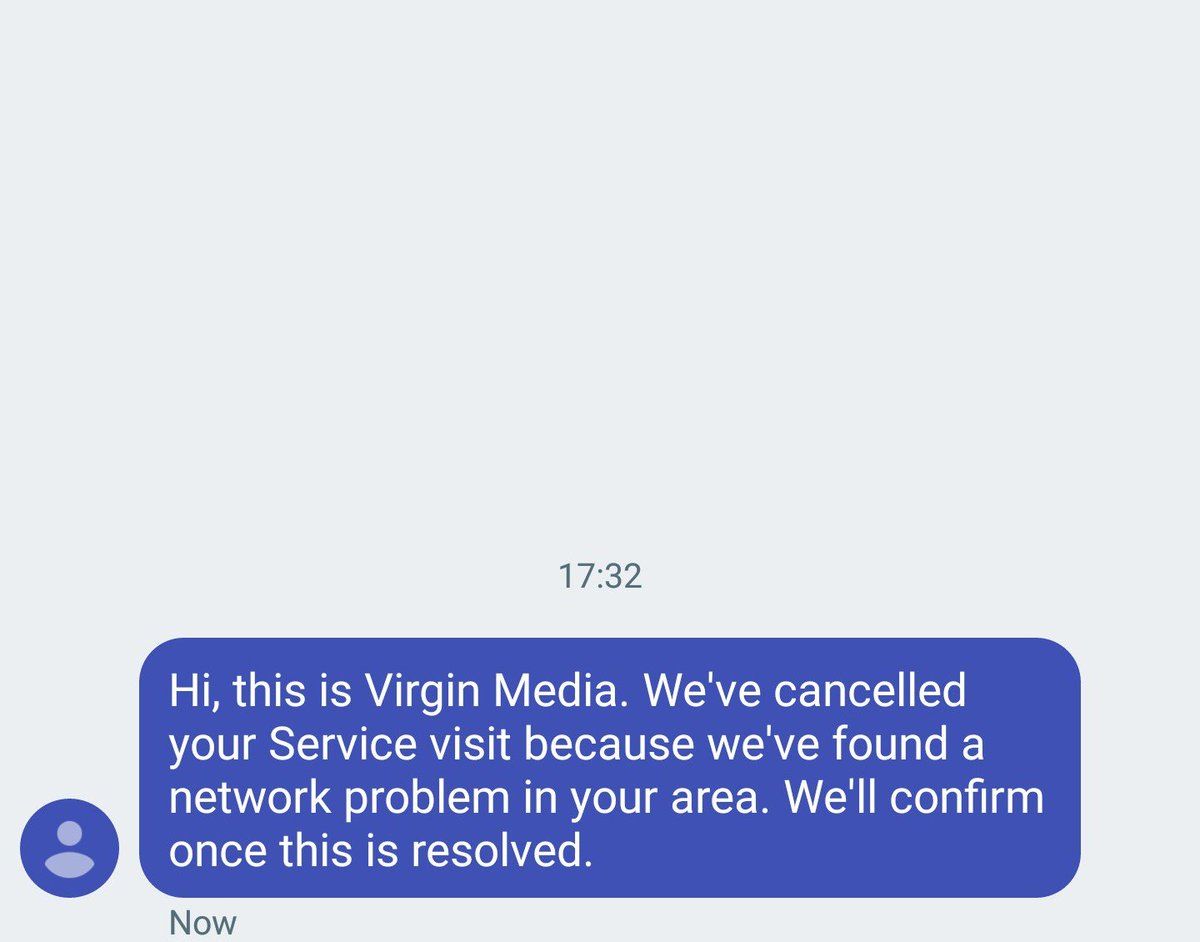 17:32
Hi, this is Virgin Media. We've cancelled
your Service visit because we've found a
network problem in your area. We'll confirm
once this is resolved.
Now